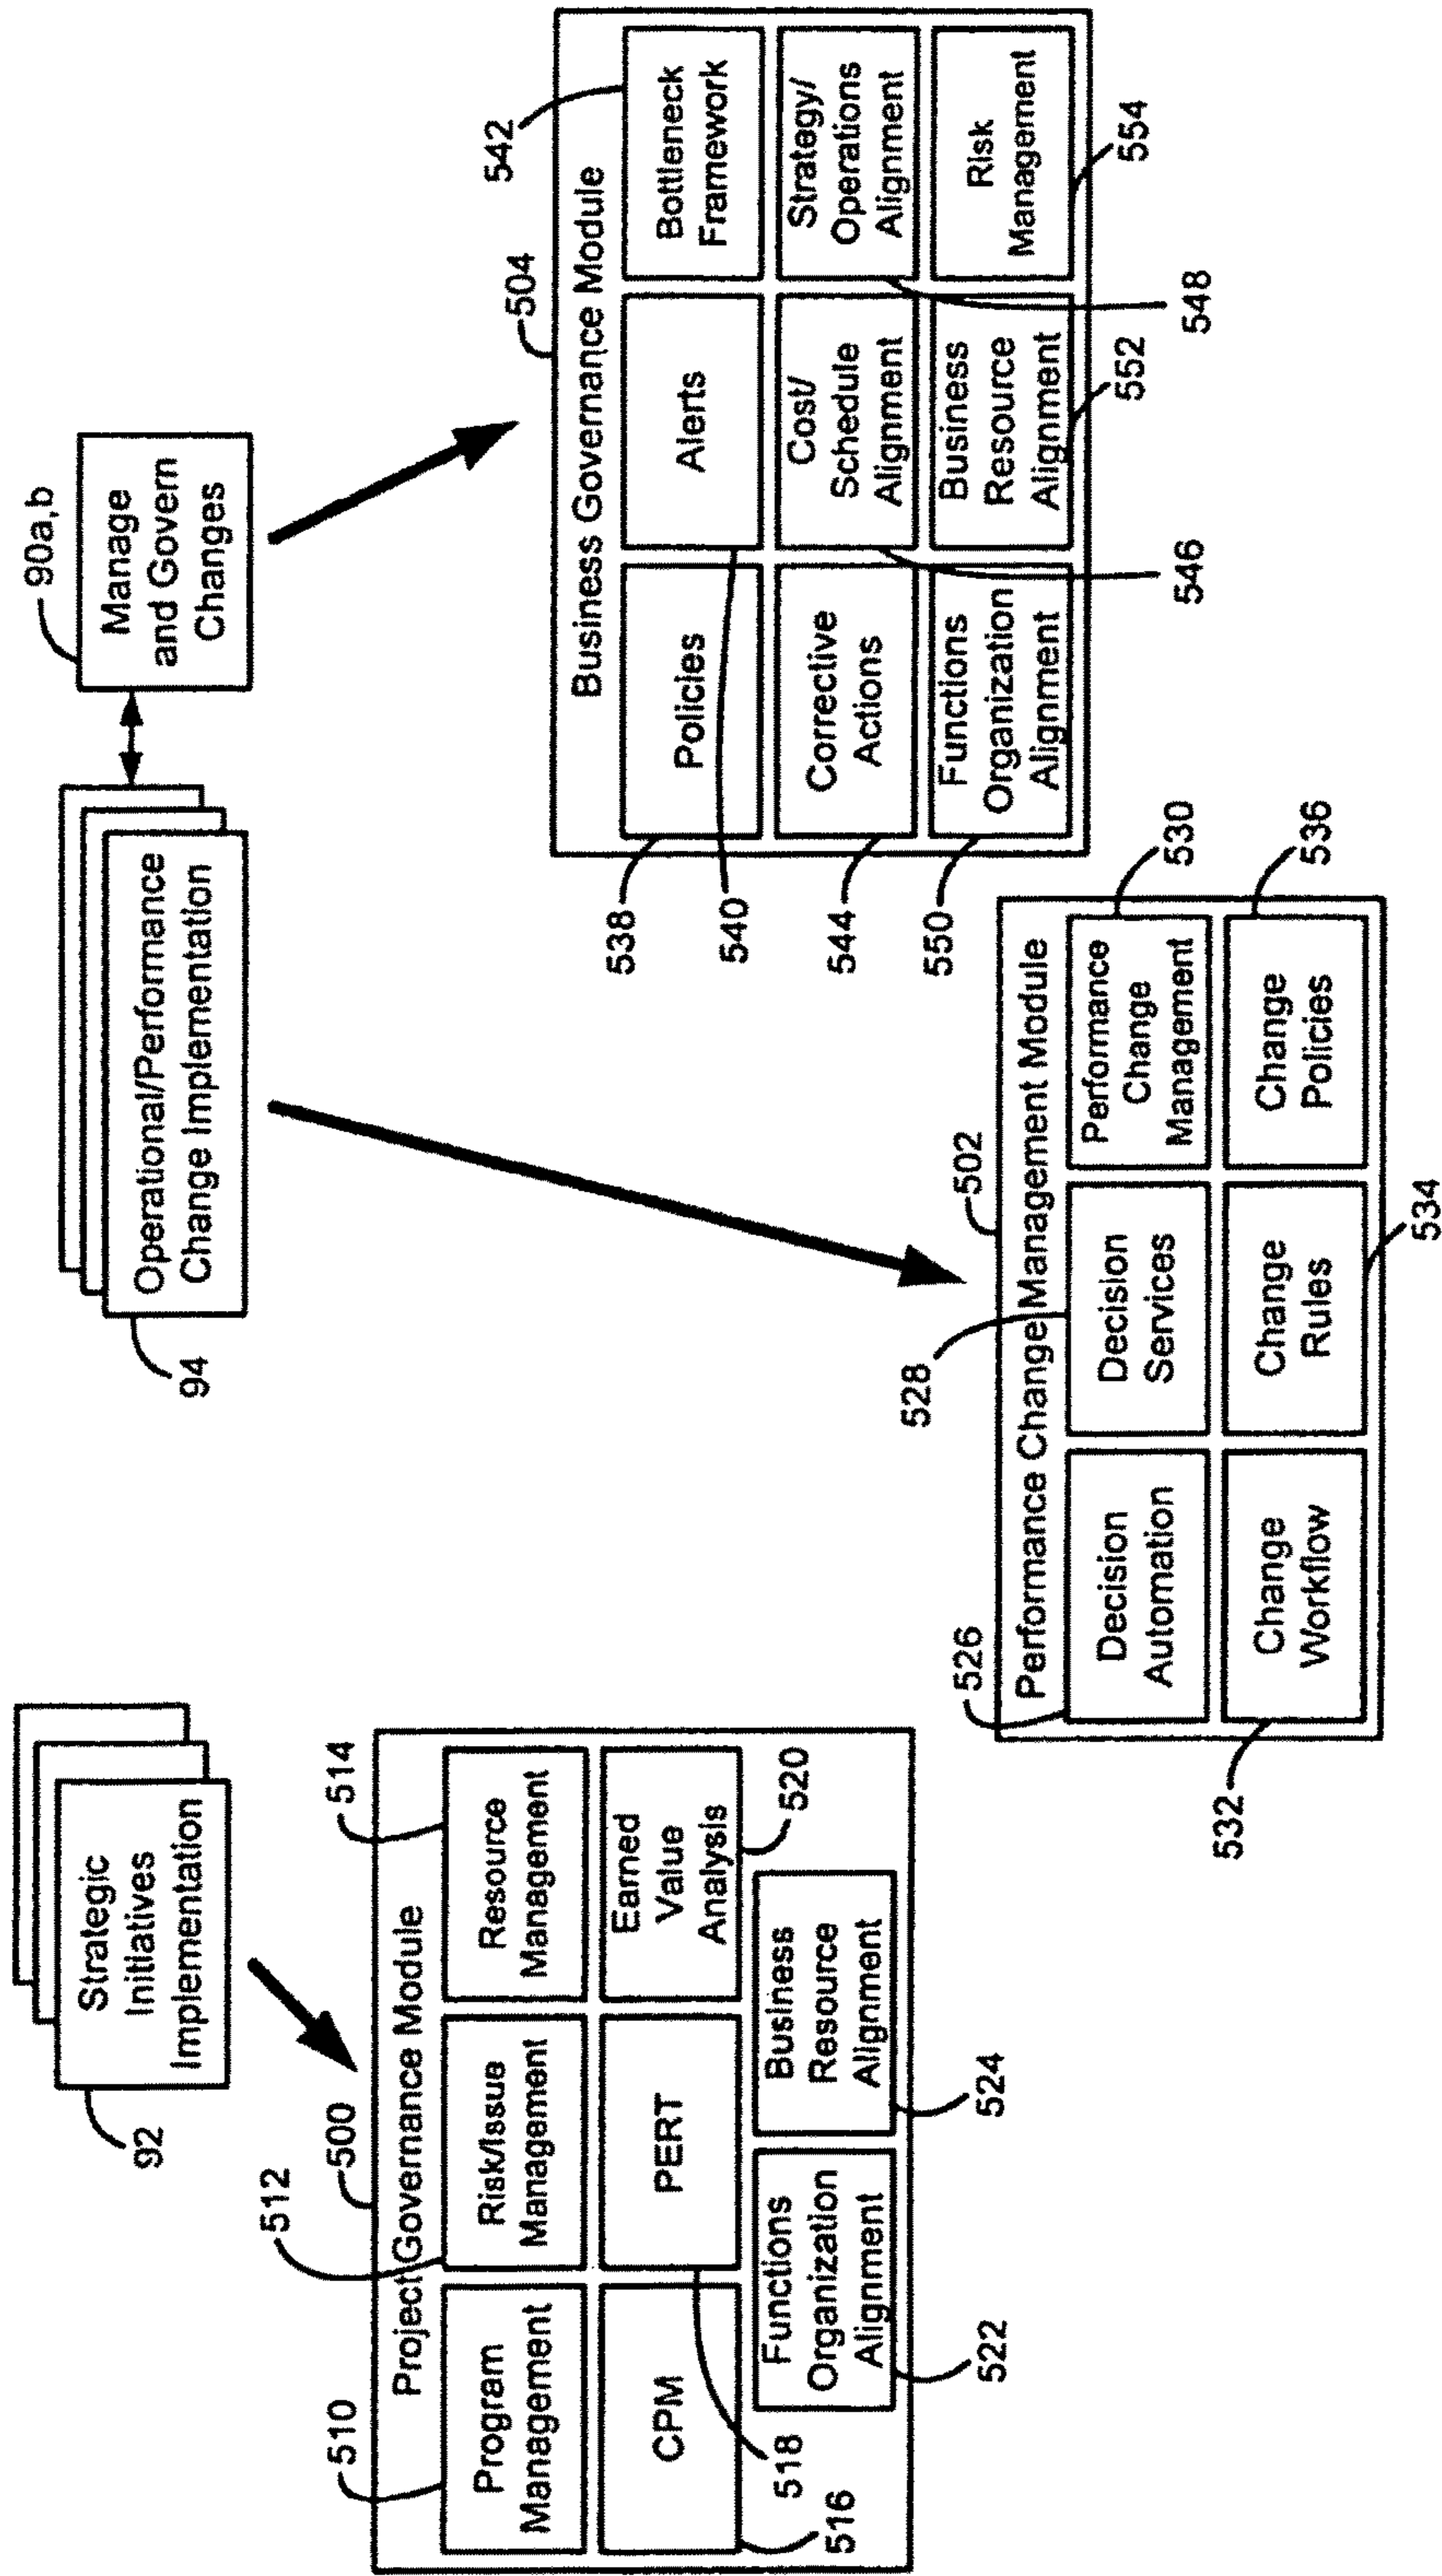 92
Strategic
Initiatives
Implementation
94
Operational/Performance
Change Implementation
90a,b
Manage
and Govern
Changes
500
Project Governance Module
510
Program
Management
512
Risk/Issue
Management
514
Resource
Management
516
CPM
518
PERT
520
Earned
Value
Analysis
522
Functions
Organization
Alignment
524
Business
Resource
Alignment
502
Performance Change Management Module
526
Decision
Automation
528
Decision
Services
530
Performance
Change
Management
532
Change
Workflow
534
Change
Rules
536
Change
Policies
504
Business Governance Module
538
Policies
540
Alerts
542
Bottleneck
Framework
544
Corrective
Actions
546
Cost/
Schedule
Alignment
548
Strategy/
Operations
Alignment
550
Functions
Organization
Alignment
552
Business
Resource
Alignment
554
Risk
Management